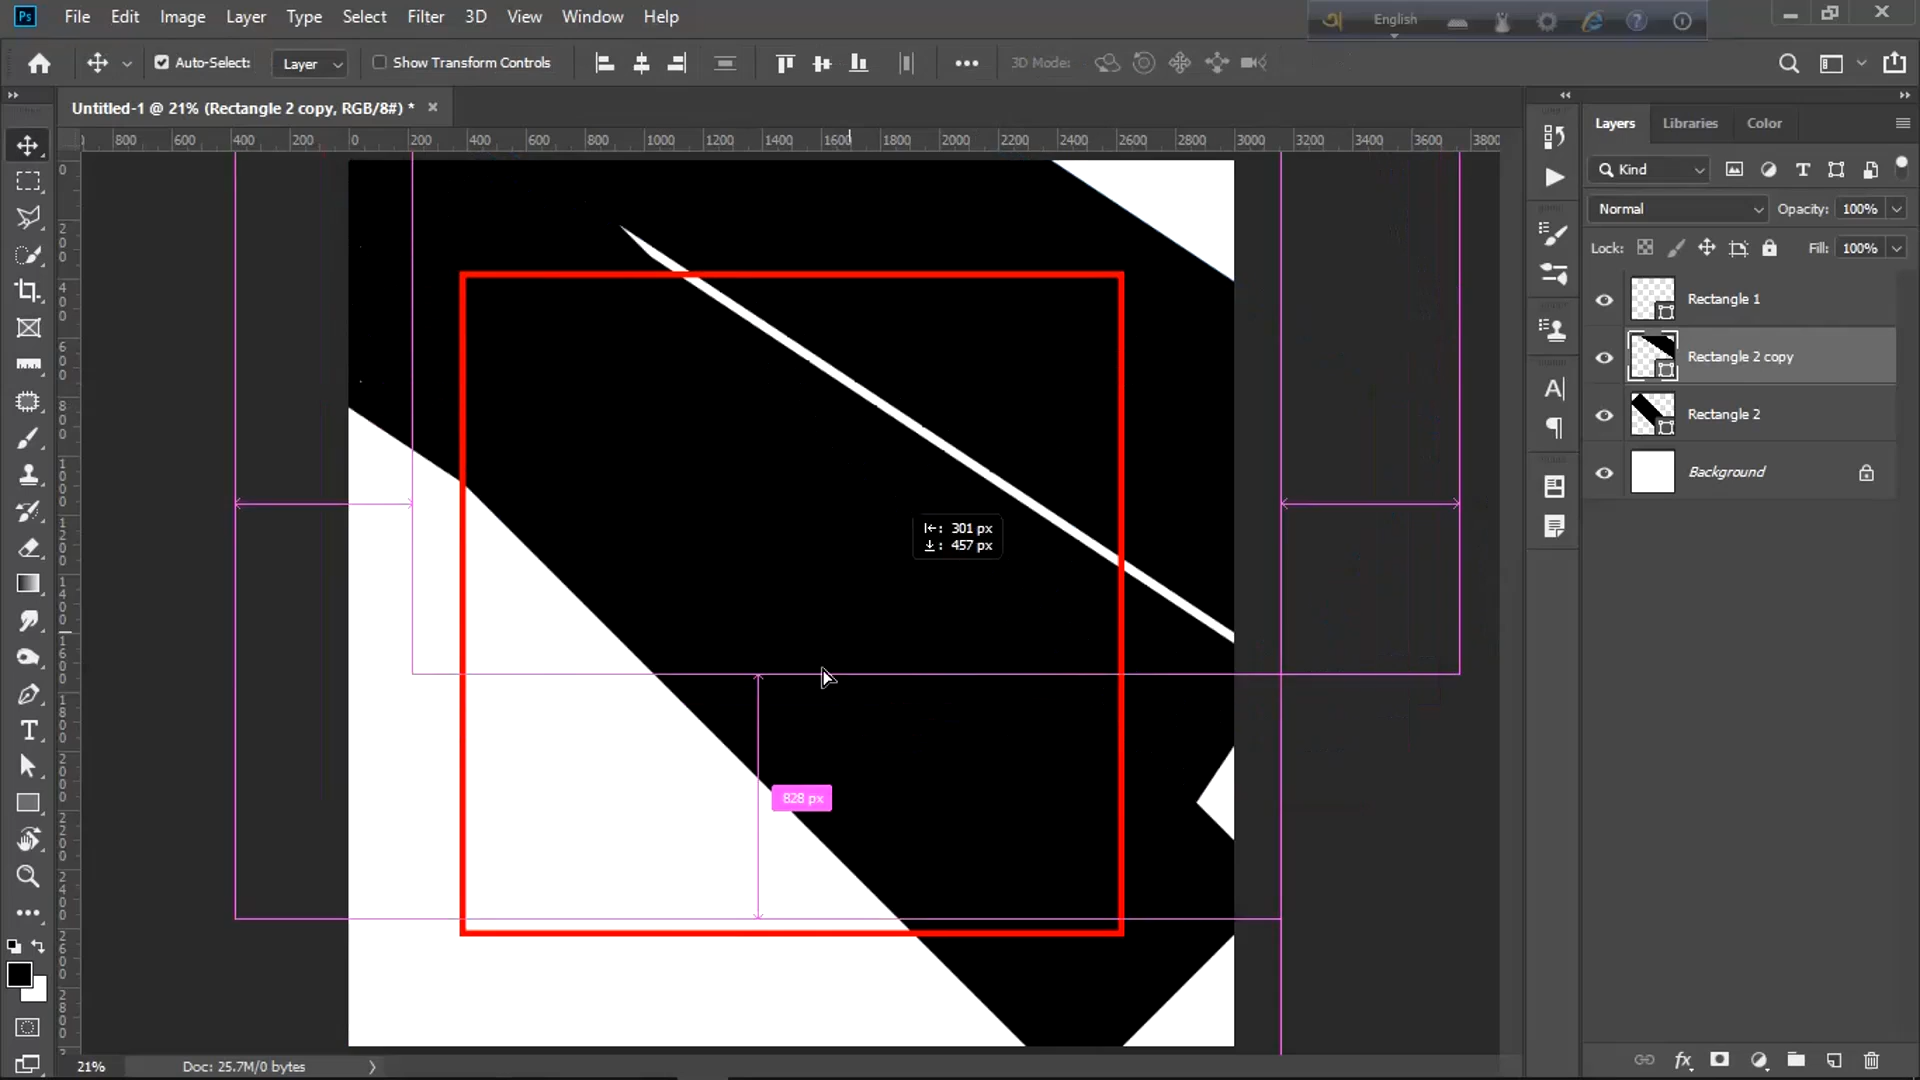 Ps File Edit Image Layer Type Select Filter 3D View Window Help
English
Auto-Select: Layer Show Transform Controls 3D Mode:
Untitled-1 @ 21% (Rectangle 2 copy, RGB/8#) *
800 600 400 200 0 200 400 600 800 1000 1200 1400 1600 1800 2000 2200 2400 2600 2800 3000 3200 3400 3600 3800
Layers Libraries Color
Kind
Normal Opacity: 100%
Lock: Fill: 100%
Rectangle 1
Rectangle 2 copy
Rectangle 2
Background
301 px
457 px
828 px
21% Doc: 25.7M/0 bytes